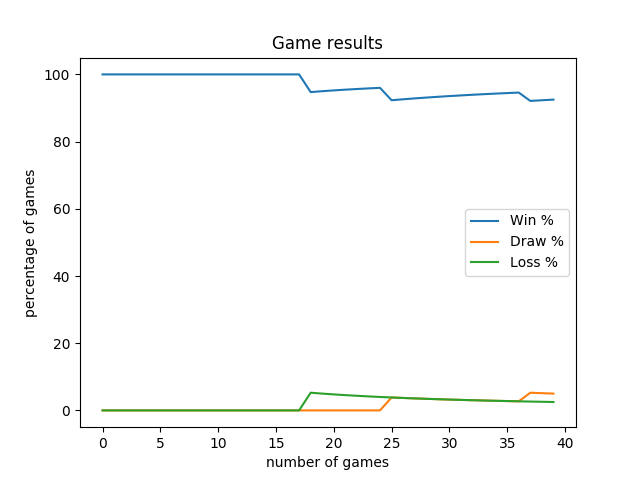 Game results
percentage of games
100
80
60
40
20
0
Win %
Draw %
Loss %
0 5 10 15 20 25 30 35 40
number of games